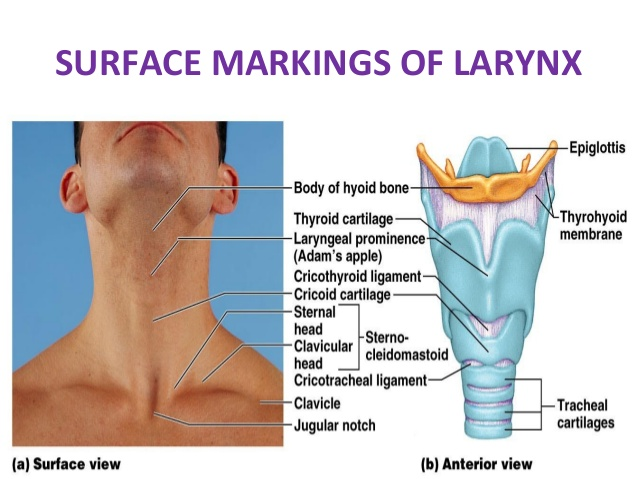 SURFACE MARKINGS OF LARYNX
Epiglottis
Body of hyoid bone
Thyroid cartilage
Thyrohyoid
membrane
Laryngeal prominence
(Adam's apple)
Cricothyroid ligament
Cricoid cartilage
Sternal
head
Clavicular
head
Sterno-
cleidomastoid
Cricotracheal ligament
Clavicle
Jugular notch
Tracheal
cartilages
(a) Surface view
(b) Anterior view